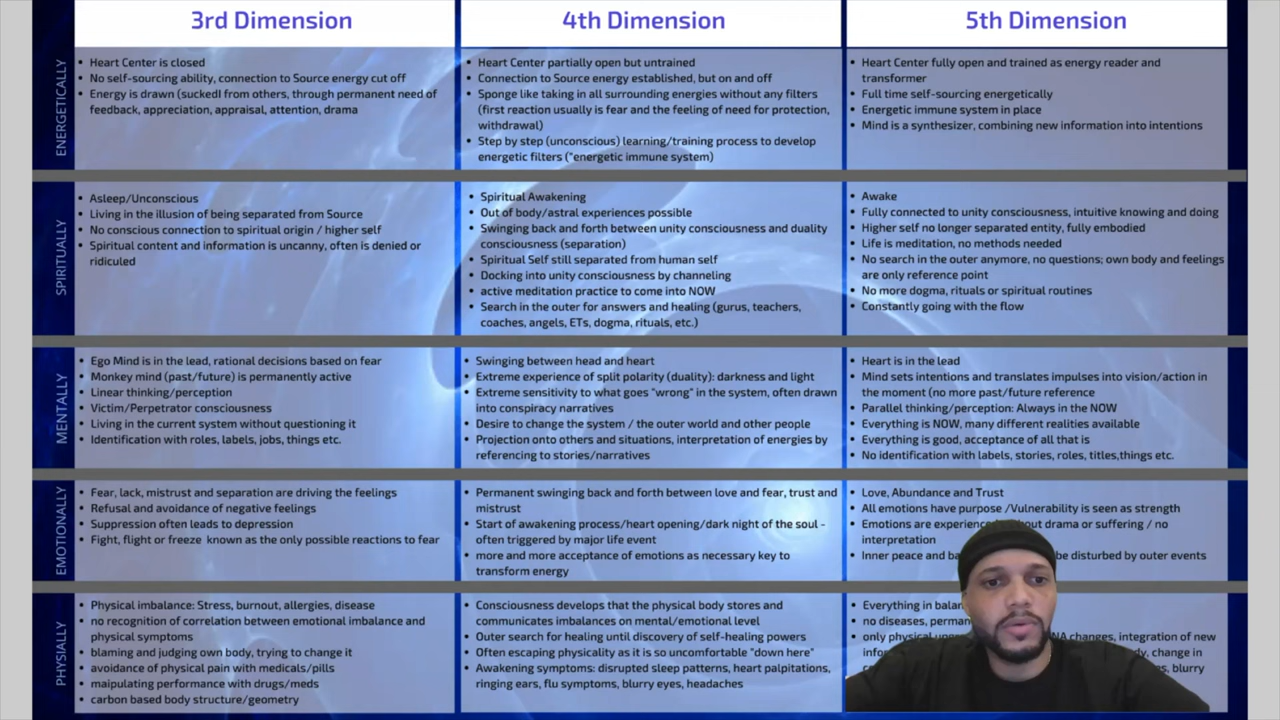 3rd Dimension
4th Dimension
5th Dimension
ENERGETICALLY
• Heart Center is closed
• No self-sourcing ability, connection to Source energy cut off
• Energy is drawn (sucked) from others, through permanent need of
feedback, appreciation, appraisal, attention, drama
• Heart Center partially open but untrained
• Connection to Source energy established, but on and off
• Sponge like taking in all surrounding energies without any filters
(first reaction usually is fear and the feeling of need for protection,
withdrawal)
• Step by step (unconscious) learning/training process to develop
energetic filters ("energetic immune system)
• Heart Center fully open and trained as energy reader and
transformer
• Full time self-sourcing energetically
• Energetic immune system in place
• Mind is a synthesizer, combining new information into intentions
SPIRITUALLY
• Asleep/Unconscious
• Living in the illusion of being separated from Source
• No conscious connection to spiritual origin / higher self
• Spiritual content and information is uncanny, often is denied or
ridiculed
• Spiritual Awakening
• Out of body/astral experiences possible
• Swinging back and forth between unity consciousness and duality
consciousness (separation)
• Spiritual Self still separated from human self
• Docking into unity consciousness by channeling
• active meditation practice to come into NOW
• Search in the outer for answers and healing (gurus, teachers,
coaches, angels, ETs, dogma, rituals, etc.)
• Awake
• Fully connected to unity consciousness, intuitive knowing and doing
• Higher self no longer separated entity, fully embodied
• Life is meditation, no methods needed
• No search in the outer anymore, no questions; own body and feelings
are only reference point
• No more dogma, rituals or spiritual routines
• Constantly going with the flow
MENTALLY
• Ego Mind is in the lead, rational decisions based on fear
• Monkey mind (past/future) is permanently active
• Linear thinking/perception
• Victim/Perpetrator consciousness
• Living in the current system without questioning it
• Identification with roles, labels, jobs, things etc.
• Swinging between head and heart
• Extreme experience of split polarity (duality): darkness and light
• Extreme sensitivity to what goes "wrong" in the system, often drawn
into conspiracy narratives
• Desire to change the system / the outer world and other people
• Projection onto others and situations, interpretation of energies by
referencing to stories/narratives
• Heart is in the lead
• Mind sets intentions and translates impulses into vision/action in
the moment (no more past/future reference
• Parallel thinking/perception: Always in the NOW
• Everything is NOW, many different realities available
• Everything is good, acceptance of all that is
• No identification with labels, stories, roles, titles,things etc.
EMOTIONALLY
• Fear, lack, mistrust and separation are driving the feelings
• Refusal and avoidance of negative feelings
• Suppression often leads to depression
• Fight, flight or freeze known as the only possible reactions to fear
• Permanent swinging back and forth between love and fear, trust and
mistrust
• Start of awakening process/heart opening/dark night of the soul -
often triggered by major life event
• more and more acceptance of emotions as necessary key to
transform energy
• Love, Abundance and Trust
• All emotions have purpose /Vulnerability is seen as strength
• Emotions are drama or suffering / no
interpretation
• Inner peace and be disturbed by outer events
PHYSIALLY
• Physical imbalance: Stress, burnout, allergies, disease
• no recognition of correlation between emotional imbalance and
physical symptoms
• blaming and judging own body, trying to change it
• avoidance of physical pain with medicals/pills
• maipulating performance with drugs/meds
• carbon based body structure/geometry
• Consciousness develops that the physical body stores and
communicates imbalances on mental/emotional level
• Outer search for healing until discovery of self-healing powers
• Often escaping physicality as it is so uncomfortable "down here"
• Awakening symptoms: disrupted sleep patterns, heart palpitations,
ringing ears, flu symptoms, blurry eyes, headaches
• Everything in
• no diseases,
• only physical changes, integration of new
change in
blurry